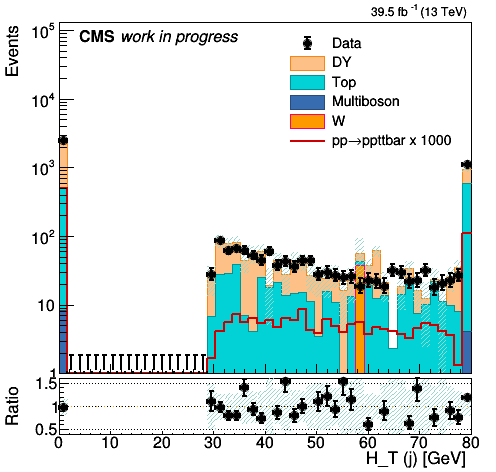 39.5 fb⁻¹ (13 TeV)
CMS work in progress
Events
10⁵
10⁴
10³
10²
10
1
Data
DY
Top
Multiboson
W
pp→ppttbar x 1000
Ratio
1.5
1
0.5
0 10 20 30 40 50 60 70 80
H_T (j) [GeV]